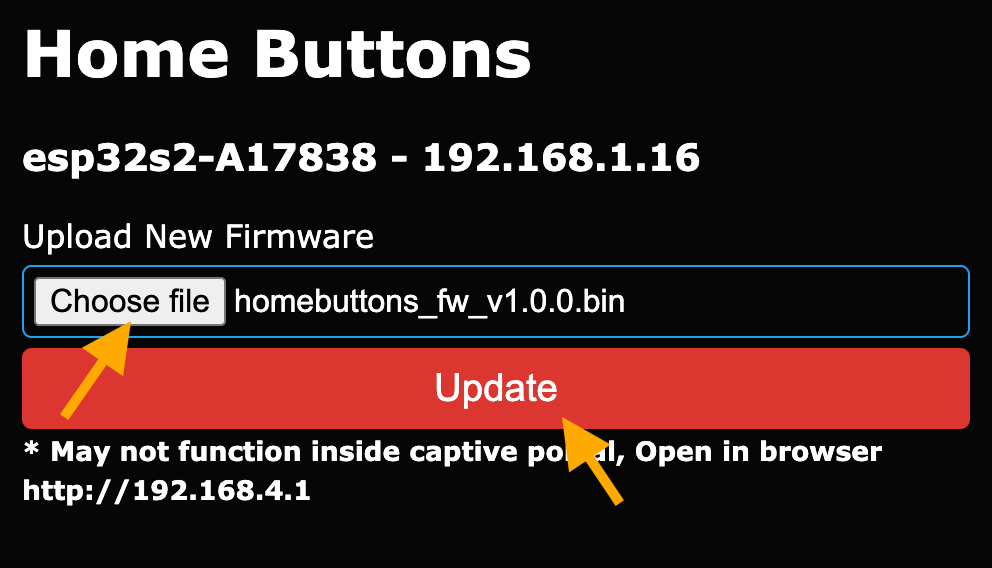 Home Buttons
esp32s2-A17838 - 192.168.1.16
Upload New Firmware
Choose file homebuttons_fw_v1.0.0.bin
Update
* May not function inside captive portal, Open in browser
http://192.168.4.1